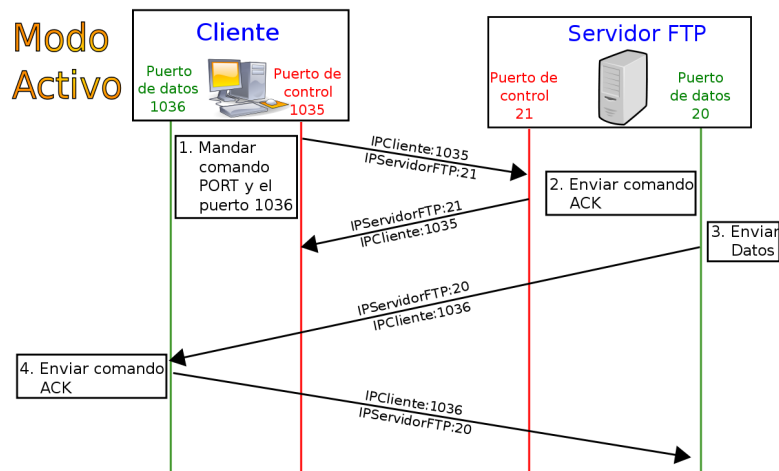 Modo
Activo
Cliente
Puerto
de datos
1036
Puerto de
control
1035
Servidor FTP
Puerto de
control
21
Puerto
de datos
20
1. Mandar
comando
PORT y el
puerto 1036
IPCliente:1035
IPServidorFTP:21
2. Enviar comando
ACK
IPServidorFTP:21
IPCliente:1035
3. Enviar
Datos
IPServidorFTP:20
IPCliente:1036
4. Enviar comando
ACK
IPCliente:1036
IPServidorFTP:20